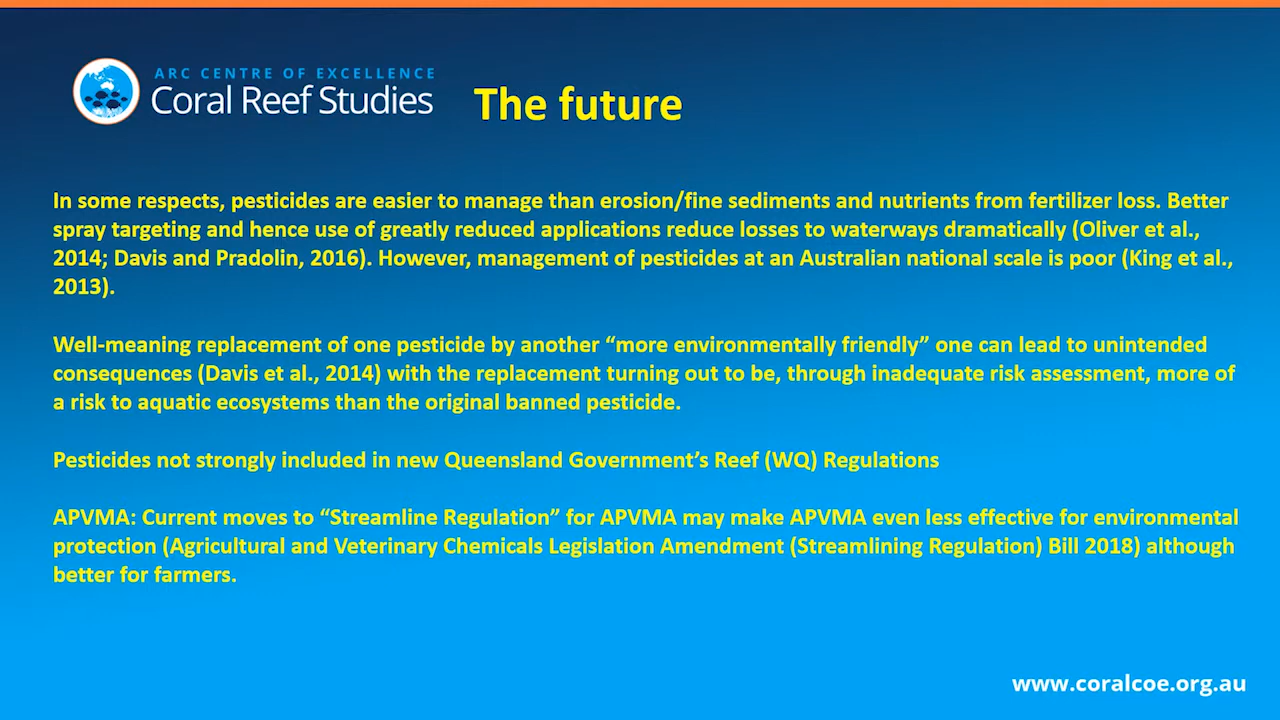 ARC CENTRE OF EXCELLENCE
Coral Reef Studies
The future
In some respects, pesticides are easier to manage than erosion/fine sediments and nutrients from fertilizer loss. Better
spray targeting and hence use of greatly reduced applications reduce losses to waterways dramatically (Oliver et al.,
2014; Davis and Pradolin, 2016). However, management of pesticides at an Australian national scale is poor (King et al.,
2013).
Well-meaning replacement of one pesticide by another “more environmentally friendly” one can lead to unintended
consequences (Davis et al., 2014) with the replacement turning out to be, through inadequate risk assessment, more of
a risk to aquatic ecosystems than the original banned pesticide.
Pesticides not strongly included in new Queensland Government’s Reef (WQ) Regulations
APVMA: Current moves to “Streamline Regulation” for APVMA may make APVMA even less effective for environmental
protection (Agricultural and Veterinary Chemicals Legislation Amendment (Streamlining Regulation) Bill 2018) although
better for farmers.
www.coralcoe.org.au